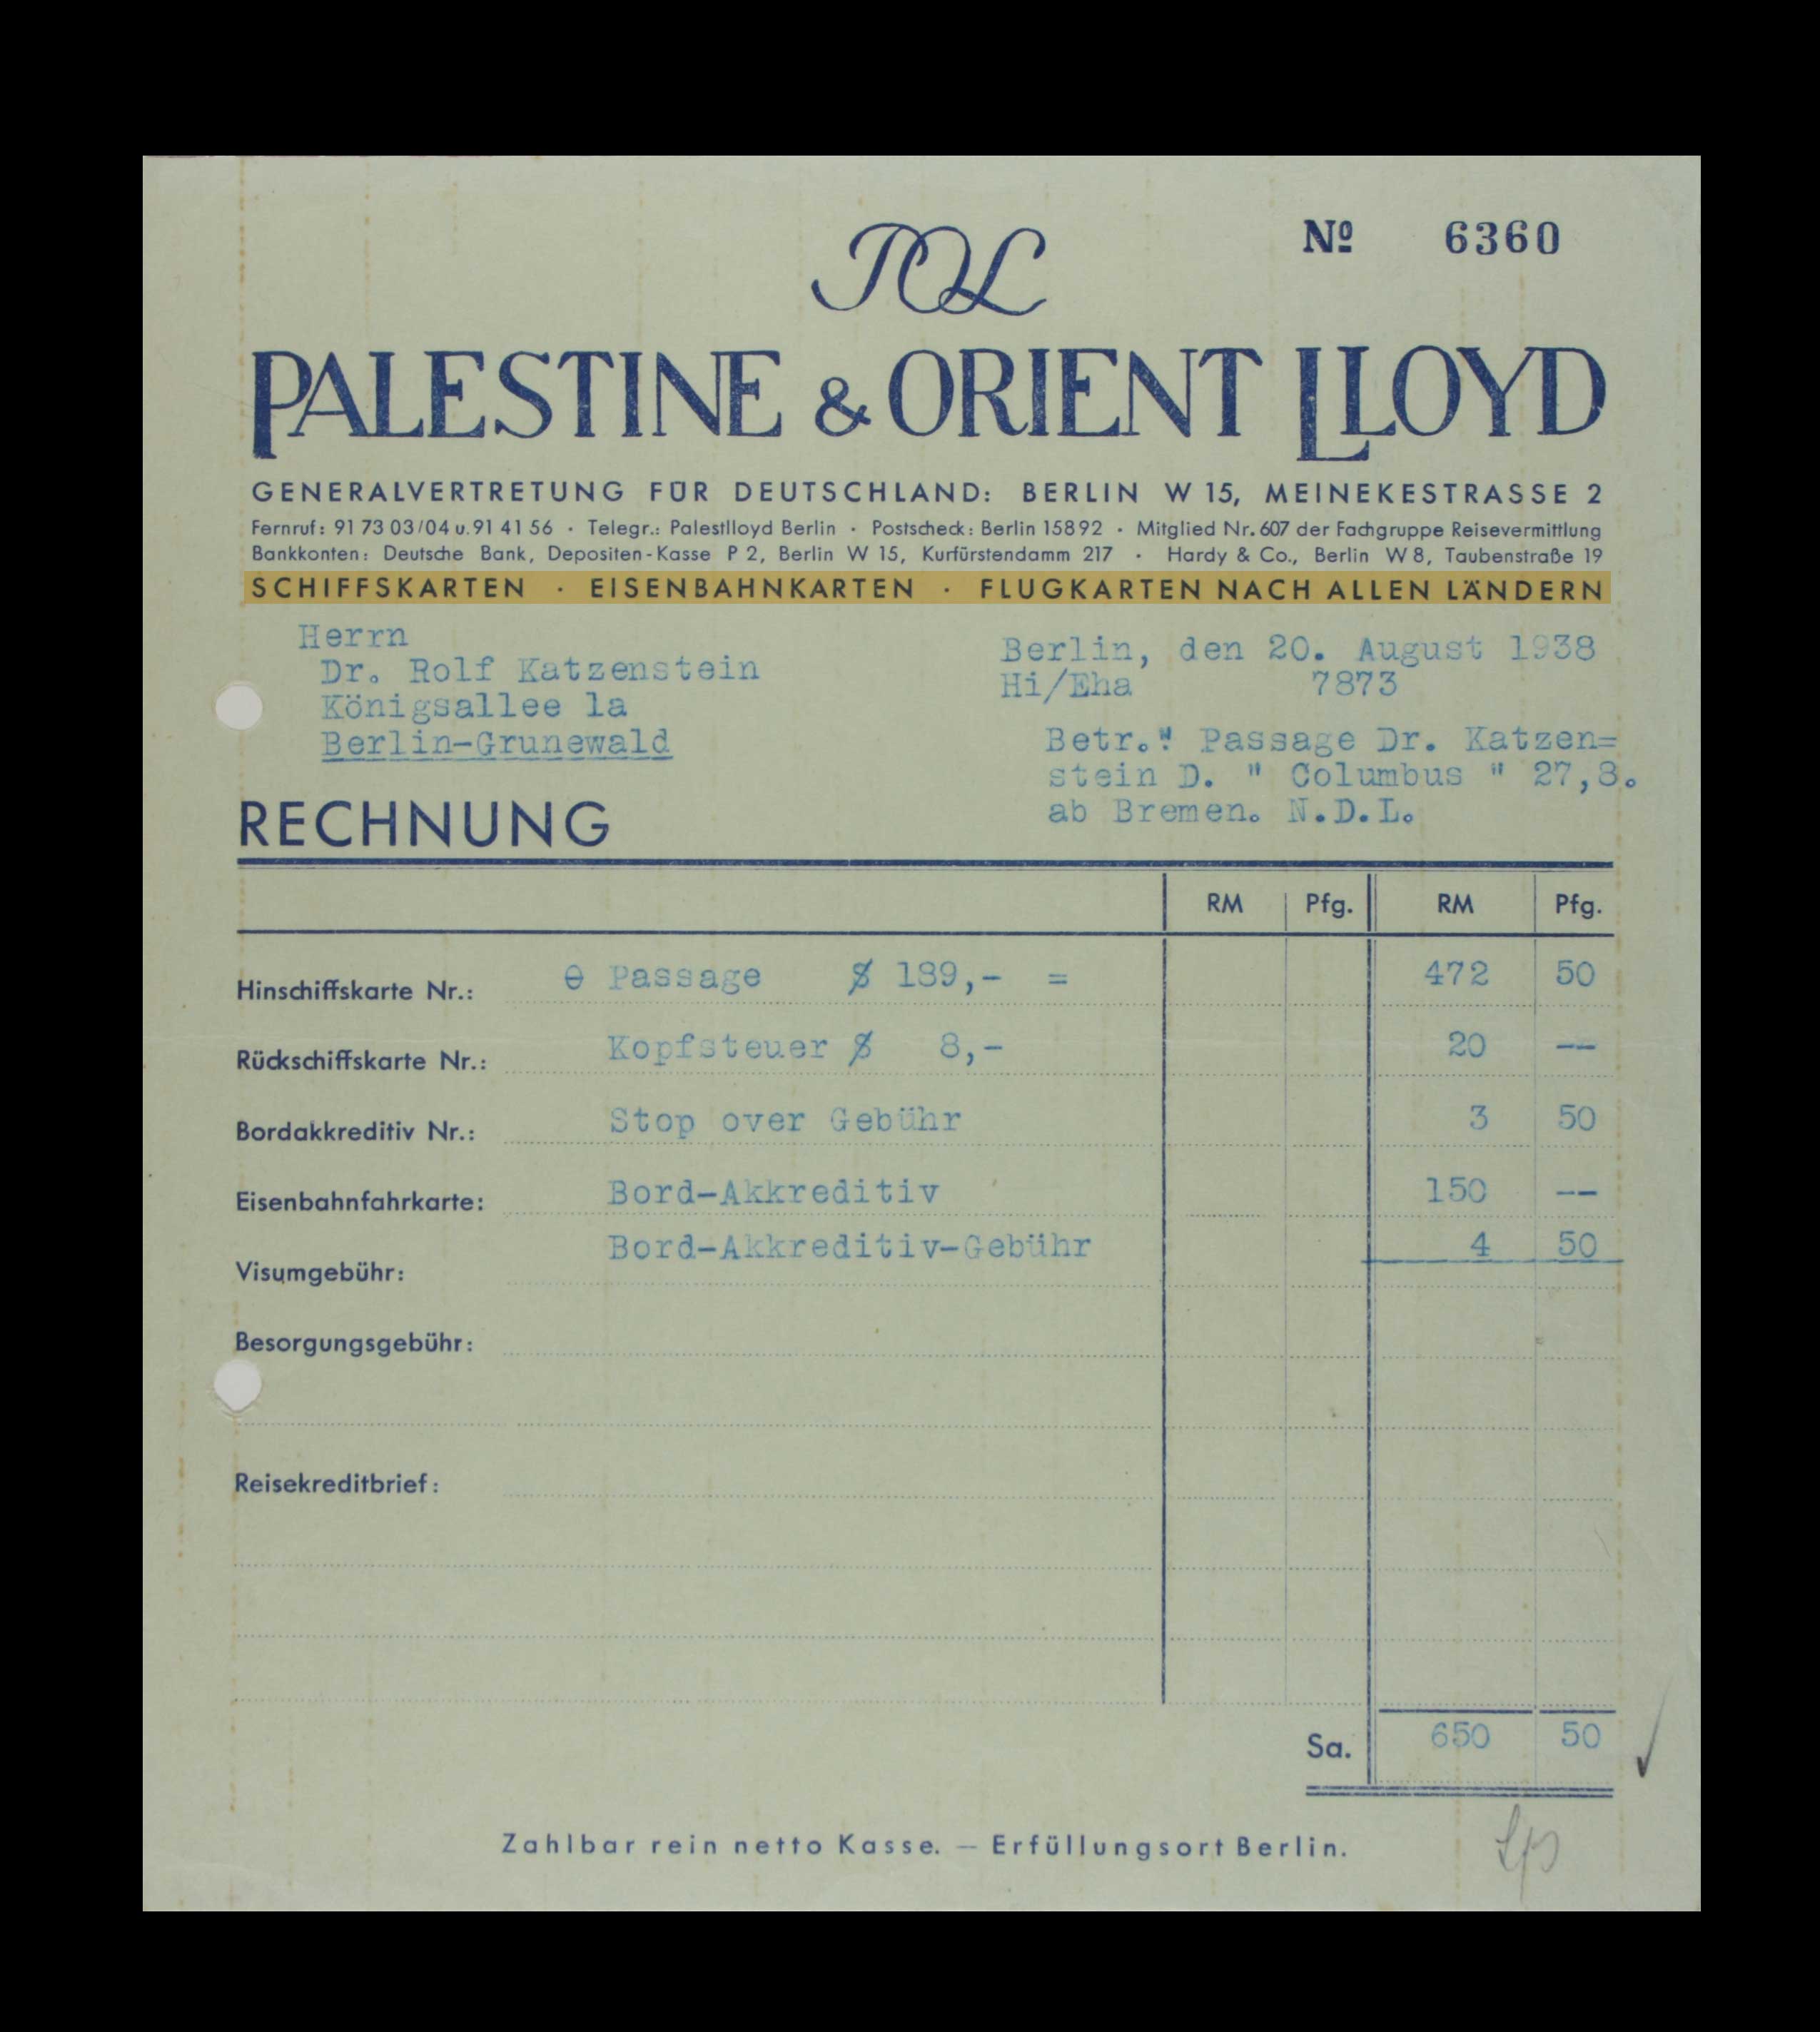 POL
Nº 6360
PALESTINE & ORIENT LLOYD
GENERALVERTRETUNG FÜR DEUTSCHLAND: BERLIN W 15, MEINEKESTRASSE 2
Fernruf: 91 73 03/04 u. 91 41 56 · Telegr.: Palestlloyd Berlin · Postscheck: Berlin 15892 · Mitglied Nr. 607 der Fachgruppe Reisevermittlung
Bankkonten: Deutsche Bank, Depositen-Kasse P 2, Berlin W 15, Kurfürstendamm 217 · Hardy & Co., Berlin W 8, Taubenstraße 19
SCHIFFSKARTEN · EISENBAHNKARTEN · FLUGKARTEN NACH ALLEN LÄNDERN
Herrn
Dr. Rolf Katzenstein
Königsallee 1a
Berlin-Grunewald
Berlin, den 20. August 1938
Hi/Eha 7873
Betr." Passage Dr. Katzen=
stein D. " Columbus " 27,8.
ab Bremen. N.D.L.
RECHNUNG
RM Pfg. RM Pfg.
Hinschiffskarte Nr.: Passage $ 189,- = 472 50
Rückschiffskarte Nr.: Kopfsteuer $ 8,- 20 --
Bordakkreditiv Nr.: Stop over Gebühr 3 50
Eisenbahnfahrkarte: Bord-Akkreditiv 150 --
Bord-Akkreditiv-Gebühr 4 50
Visumgebühr:
Besorgungsgebühr:
Reisekreditbrief:
Sa. 650 50
Zahlbar rein netto Kasse. — Erfüllungsort Berlin.